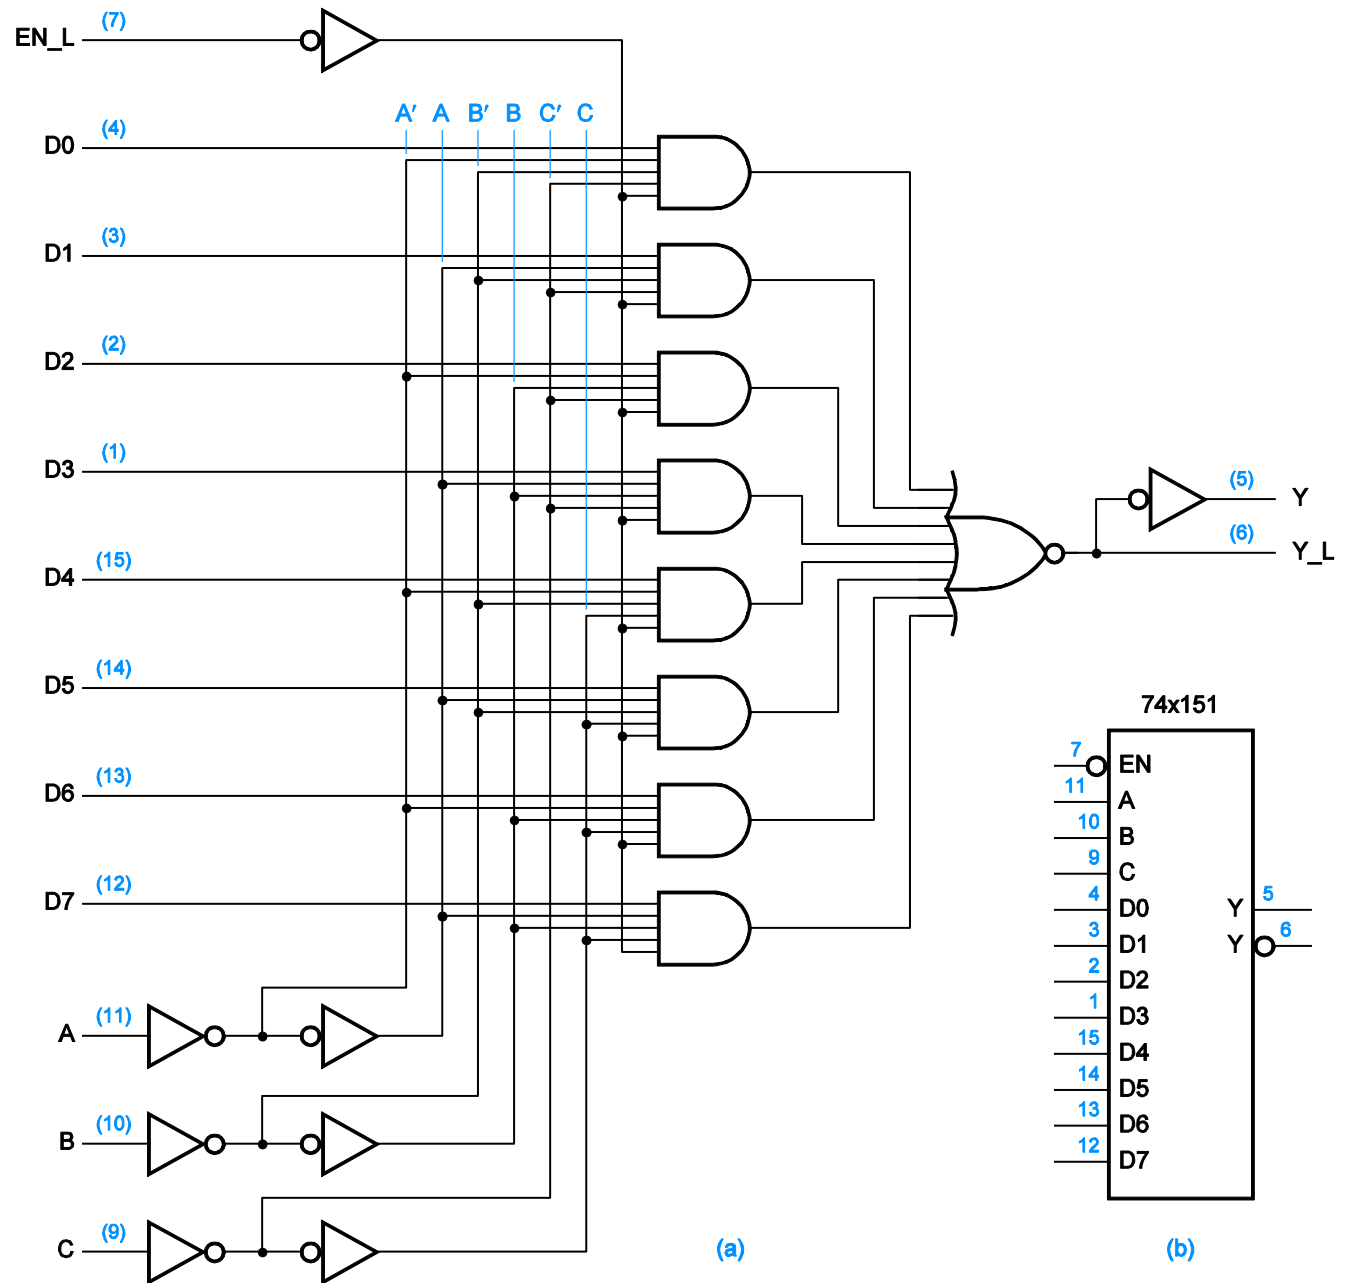 EN_L (7)
A′ A B′ B C′ C
D0 (4)
D1 (3)
D2 (2)
D3 (1)
D4 (15)
D5 (14)
D6 (13)
D7 (12)
A (11)
B (10)
C (9)
(5) Y
(6) Y_L
(a)
74x151
7 EN
11 A
10 B
9 C
4 D0
3 D1
2 D2
1 D3
15 D4
14 D5
13 D6
12 D7
Y 5
Y 6
(b)